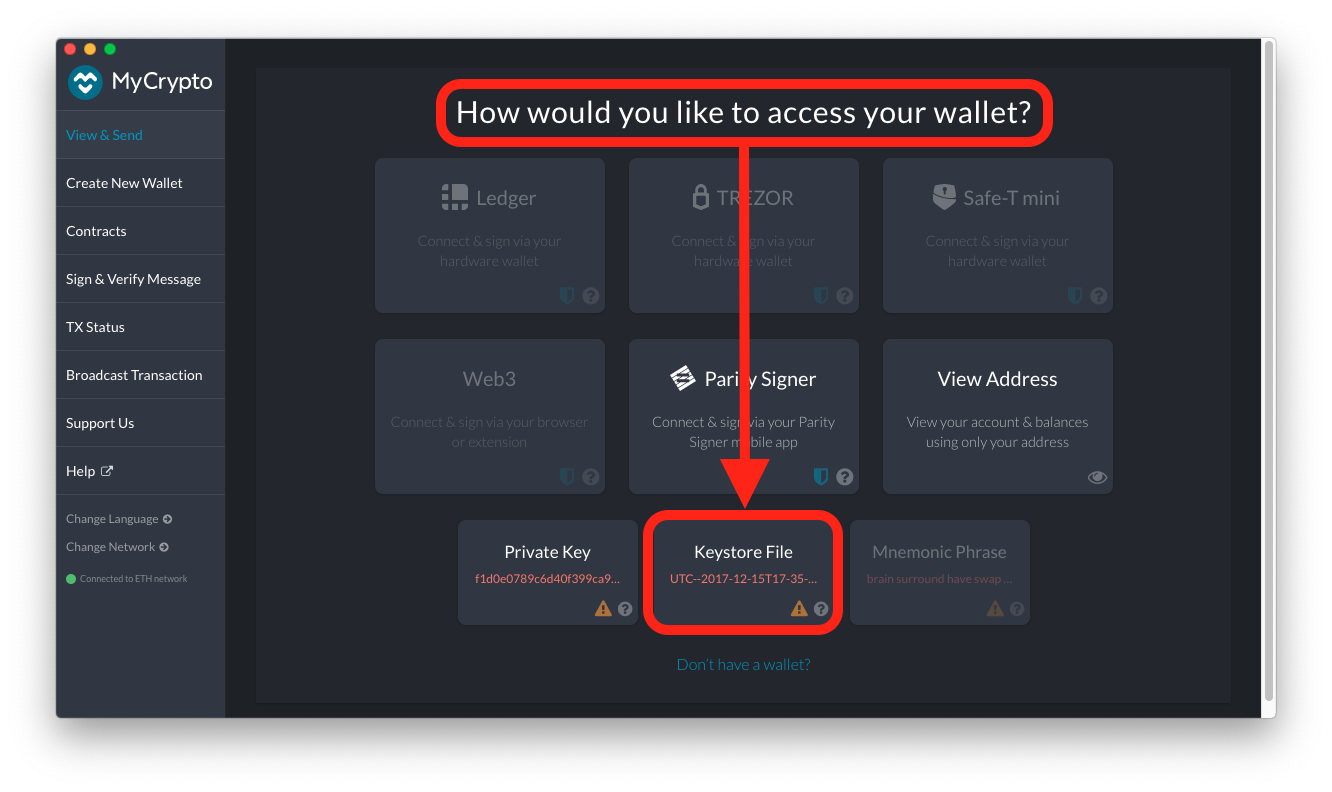 MyCrypto
View & Send
Create New Wallet
Contracts
Sign & Verify Message
TX Status
Broadcast Transaction
Support Us
Help
Change Language
Change Network
Connected to ETH network
How would you like to access your wallet?
Ledger
Connect & sign via your
hardware wallet
TREZOR
Connect & sign via your
hardware wallet
Safe-T mini
Connect & sign via your
hardware wallet
Web3
Connect & sign via your browser
or extension
Parity Signer
Connect & sign via your Parity
Signer mobile app
View Address
View your account & balances
using only your address
Private Key
f1d0e0789c6d40f399ca9...
Keystore File
UTC--2017-12-15T17-35-...
Mnemonic Phrase
brain surround have swap ...
Don't have a wallet?